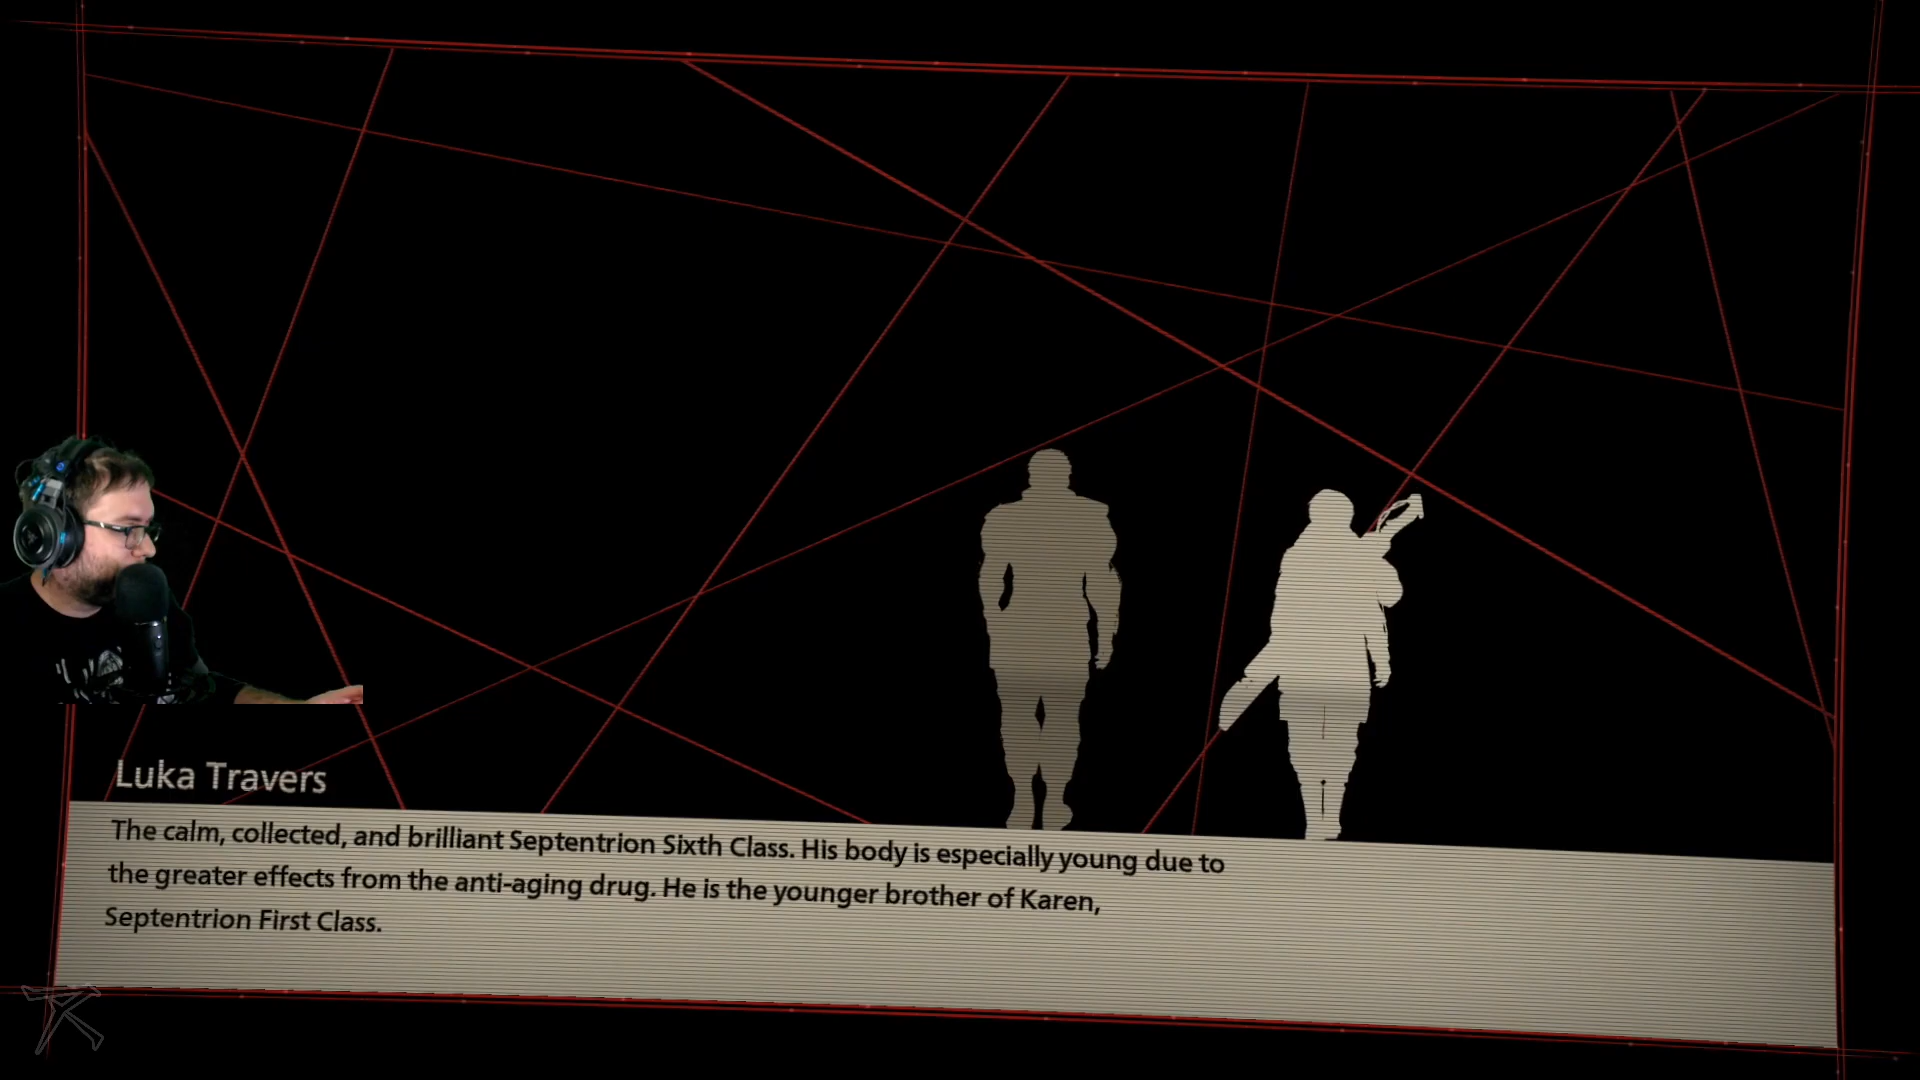 Luka Travers
The calm, collected, and brilliant Septentrion Sixth Class. His body is especially young due to
the greater effects from the anti-aging drug. He is the younger brother of Karen,
Septentrion First Class.